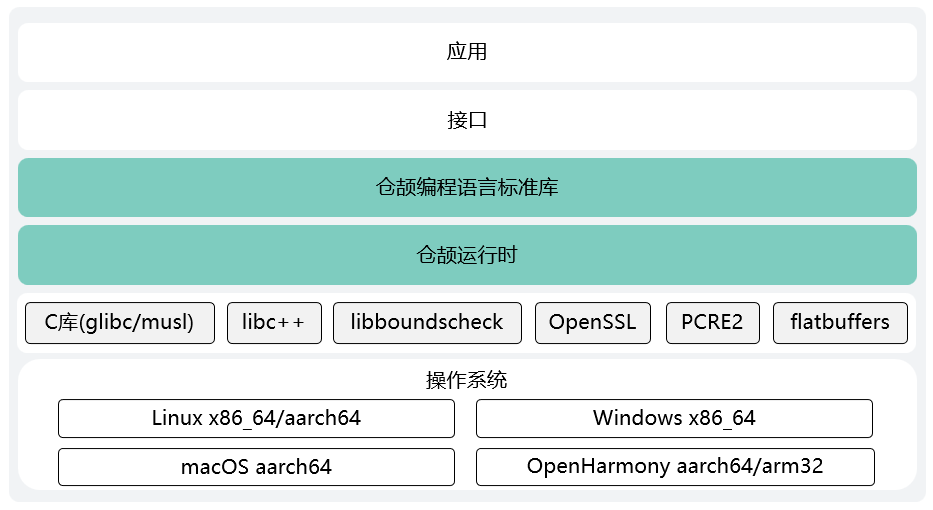 应用
接口
仓颉编程语言标准库
仓颉运行时
C库(glibc/musl) libc++ libboundscheck OpenSSL PCRE2 flatbuffers
操作系统
Linux x86_64/aarch64 Windows x86_64
macOS aarch64 OpenHarmony aarch64/arm32